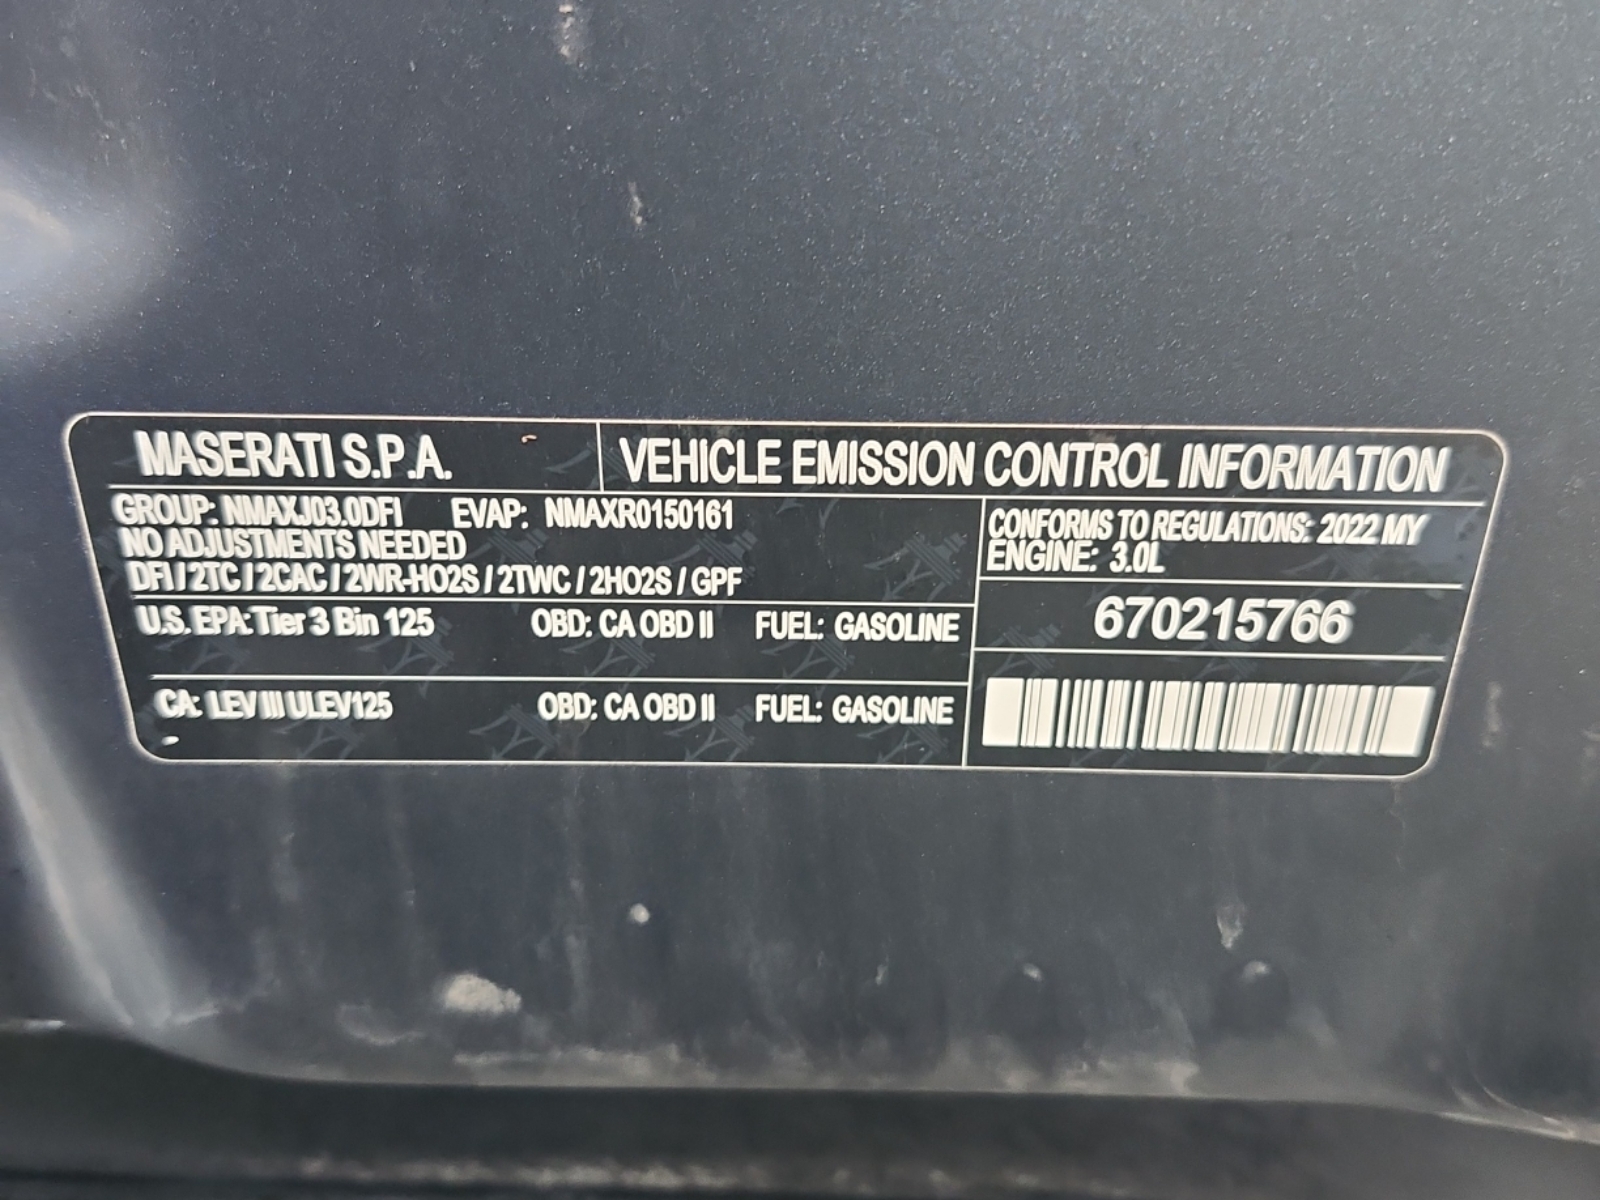 MASERATI S.P.A. VEHICLE EMISSION CONTROL INFORMATION
GROUP: NMAXJ03.0DFI EVAP: NMAXR0150161
NO ADJUSTMENTS NEEDED
DFI / 2TC / 2CAC / 2WR-HO2S / 2TWC / 2HO2S / GPF
CONFORMS TO REGULATIONS: 2022 MY
ENGINE: 3.0L
670215766
U.S. EPA: Tier 3 Bin 125 OBD: CA OBD II FUEL: GASOLINE
CA: LEV III ULEV125 OBD: CA OBD II FUEL: GASOLINE